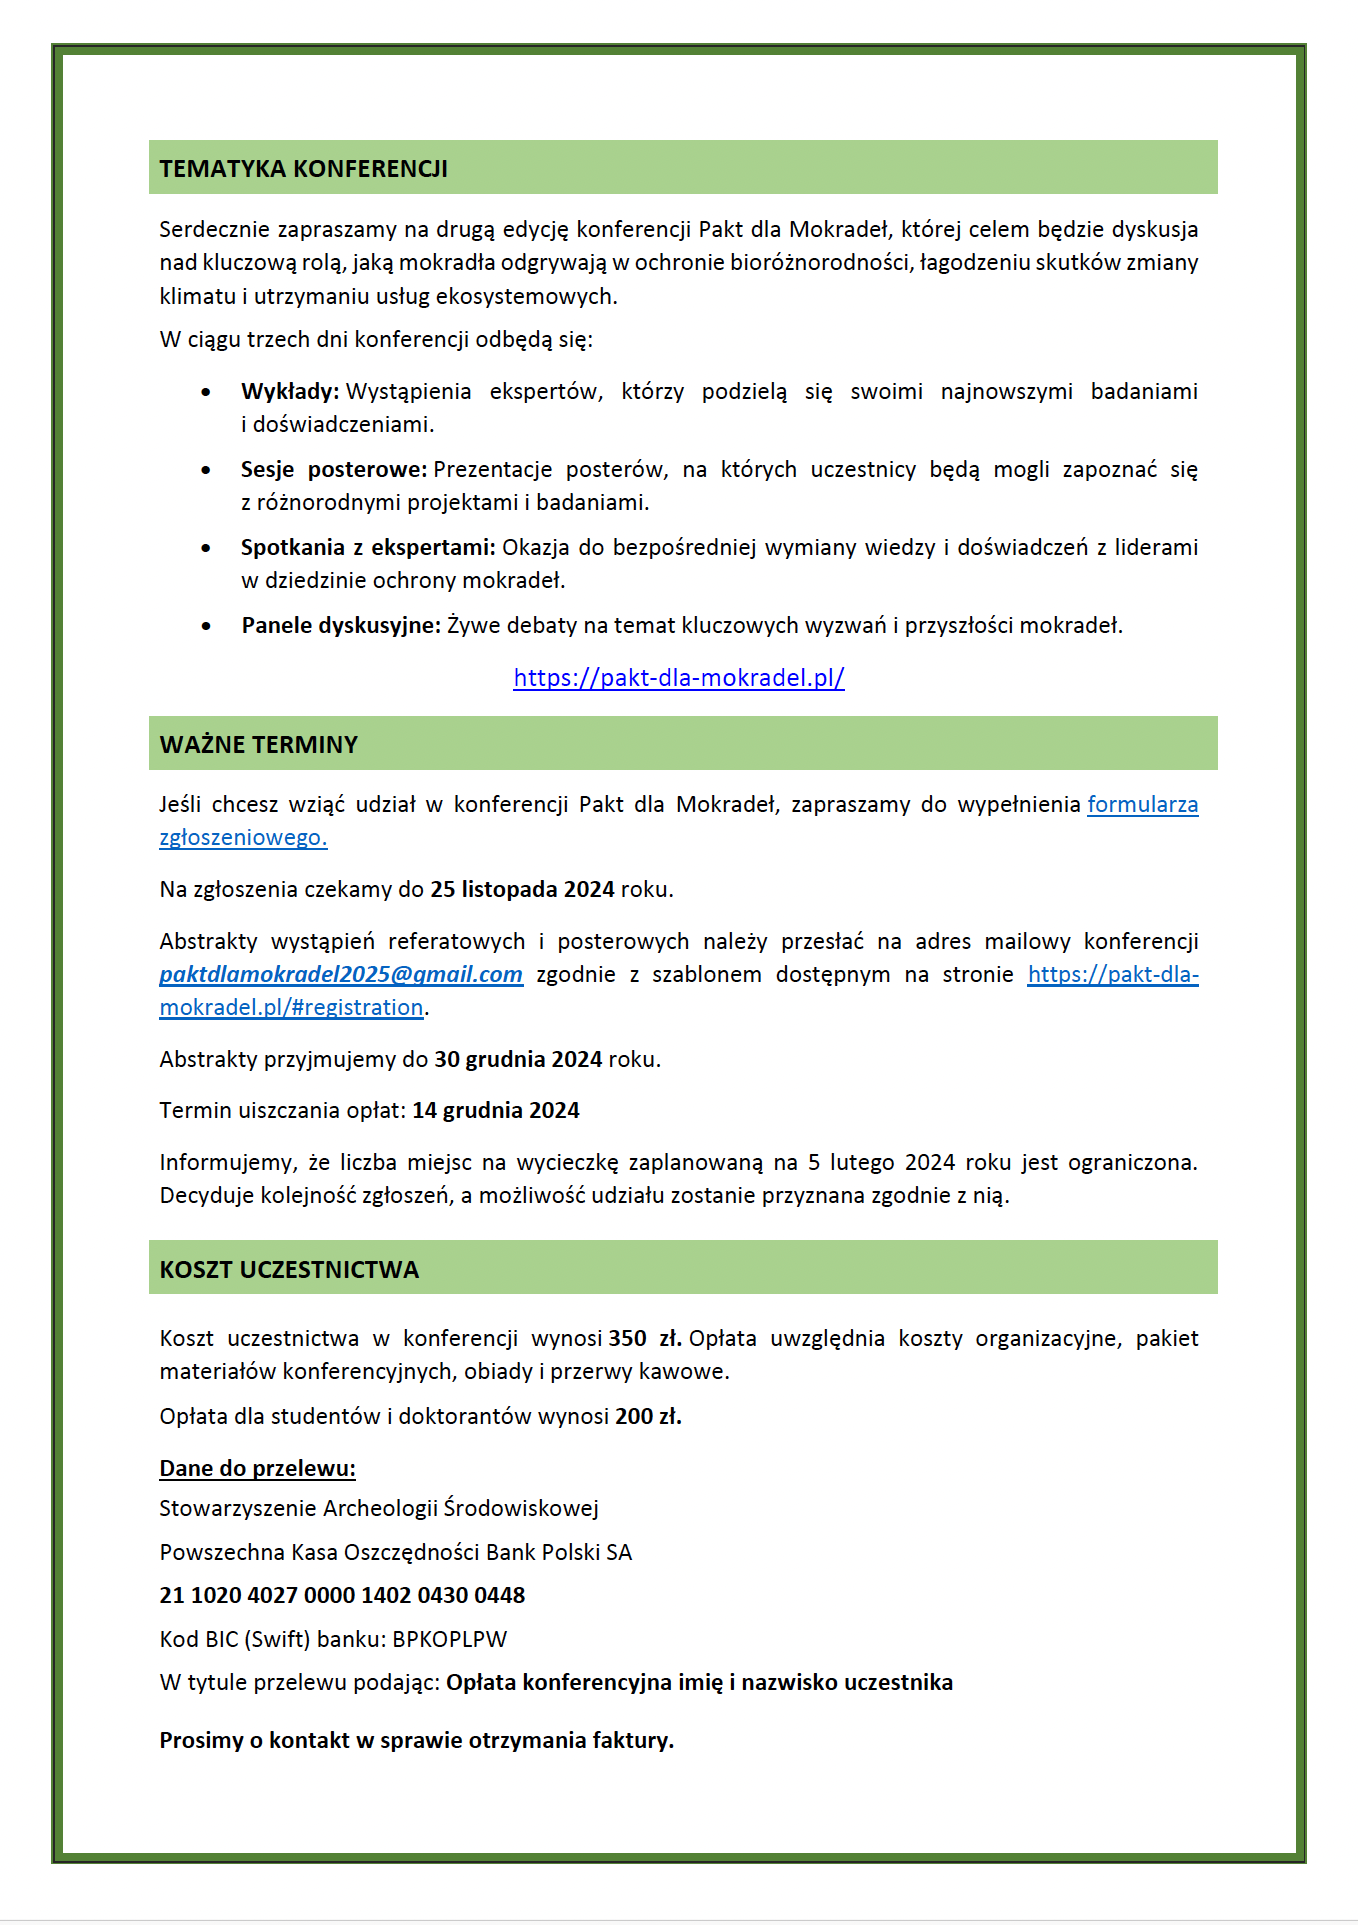 TEMATYKA KONFERENCJI
Serdecznie zapraszamy na drugą edycję konferencji Pakt dla Mokradeł, której celem będzie dyskusja
nad kluczową rolą, jaką mokradła odgrywają w ochronie bioróżnorodności, łagodzeniu skutków zmiany
klimatu i utrzymaniu usług ekosystemowych.
W ciągu trzech dni konferencji odbędą się:
• Wykłady: Wystąpienia ekspertów, którzy podzielą się swoimi najnowszymi badaniami
i doświadczeniami.
• Sesje posterowe: Prezentacje posterów, na których uczestnicy będą mogli zapoznać się
z różnorodnymi projektami i badaniami.
• Spotkania z ekspertami: Okazja do bezpośredniej wymiany wiedzy i doświadczeń z liderami
w dziedzinie ochrony mokradeł.
• Panele dyskusyjne: Żywe debaty na temat kluczowych wyzwań i przyszłości mokradeł.
https://pakt-dla-mokradel.pl/
WAŻNE TERMINY
Jeśli chcesz wziąć udział w konferencji Pakt dla Mokradeł, zapraszamy do wypełnienia formularza
zgłoszeniowego.
Na zgłoszenia czekamy do 25 listopada 2024 roku.
Abstrakty wystąpień referatowych i posterowych należy przesłać na adres mailowy konferencji
paktdlamokradel2025@gmail.com zgodnie z szablonem dostępnym na stronie https://pakt-dla-
mokradel.pl/#registration.
Abstrakty przyjmujemy do 30 grudnia 2024 roku.
Termin uiszczania opłat: 14 grudnia 2024
Informujemy, że liczba miejsc na wycieczkę zaplanowaną na 5 lutego 2024 roku jest ograniczona.
Decyduje kolejność zgłoszeń, a możliwość udziału zostanie przyznana zgodnie z nią.
KOSZT UCZESTNICTWA
Koszt uczestnictwa w konferencji wynosi 350 zł. Opłata uwzględnia koszty organizacyjne, pakiet
materiałów konferencyjnych, obiady i przerwy kawowe.
Opłata dla studentów i doktorantów wynosi 200 zł.
Dane do przelewu:
Stowarzyszenie Archeologii Środowiskowej
Powszechna Kasa Oszczędności Bank Polski SA
21 1020 4027 0000 1402 0430 0448
Kod BIC (Swift) banku: BPKOPLPW
W tytule przelewu podając: Opłata konferencyjna imię i nazwisko uczestnika
Prosimy o kontakt w sprawie otrzymania faktury.